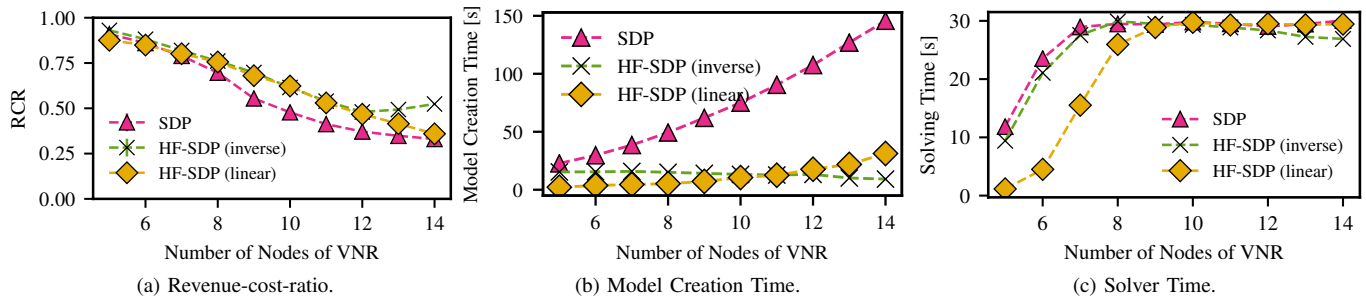 RCR
1.00
0.75
0.50
0.25
0.00
SDP
HF-SDP (inverse)
HF-SDP (linear)
6 8 10 12 14
Number of Nodes of VNR
(a) Revenue-cost-ratio.
Model Creation Time [s]
150
100
50
0
SDP
HF-SDP (inverse)
HF-SDP (linear)
6 8 10 12 14
Number of Nodes of VNR
(b) Model Creation Time.
Solving Time [s]
30
20
10
0
SDP
HF-SDP (inverse)
HF-SDP (linear)
6 8 10 12 14
Number of Nodes of VNR
(c) Solver Time.